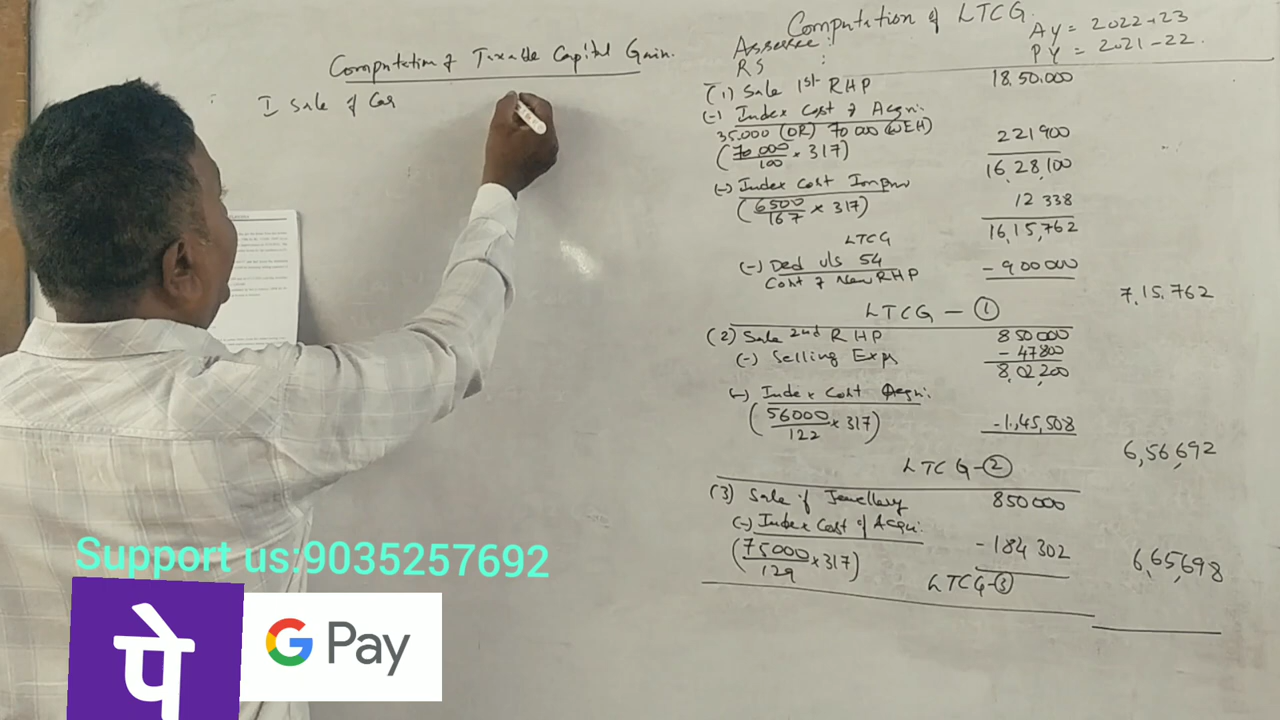 Computation of Taxable Capital Gain.
I Sale of Car
Computation of LTCG
Assessee :
RS :
AY = 2022-23
PY = 2021-22.
(1) Sale 1st RHP 18,50,000
(-) Index Cost of Acqui:
35,000 (OR) 70 000 (WEH)
(70,000/100 × 317) 221900
16,28,100
(-) Index Cost Improv
(6500/167 × 317) 12 338
LTCG 16,15,762
(-) Ded u/s 54
Cost of New RHP - 900000
7,15,762
LTCG - ①
(2) Sale 2nd RHP 850000
(-) Selling Exps - 47800
8,02,200
(-) Index Cost Acqui:
(56000/122 × 317) - 1,45,508
6,56,692
LTCG - ②
(3) Sale of Jewellery 850000
(-) Index Cost of Acqui:
(75000/129 × 317) - 184 302
6,65,698
LTCG - ③
Support us:9035257692
पे
G Pay